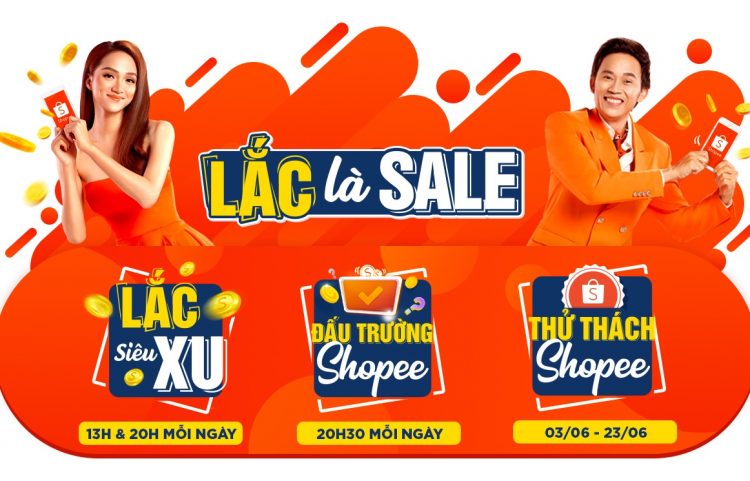 LẮC là SALE
LẮC
Siêu XU
ĐẤU TRƯỜNG
Shopee
THỬ THÁCH
Shopee
13H & 20H MỖI NGÀY
20H30 MỖI NGÀY
03/06 - 23/06